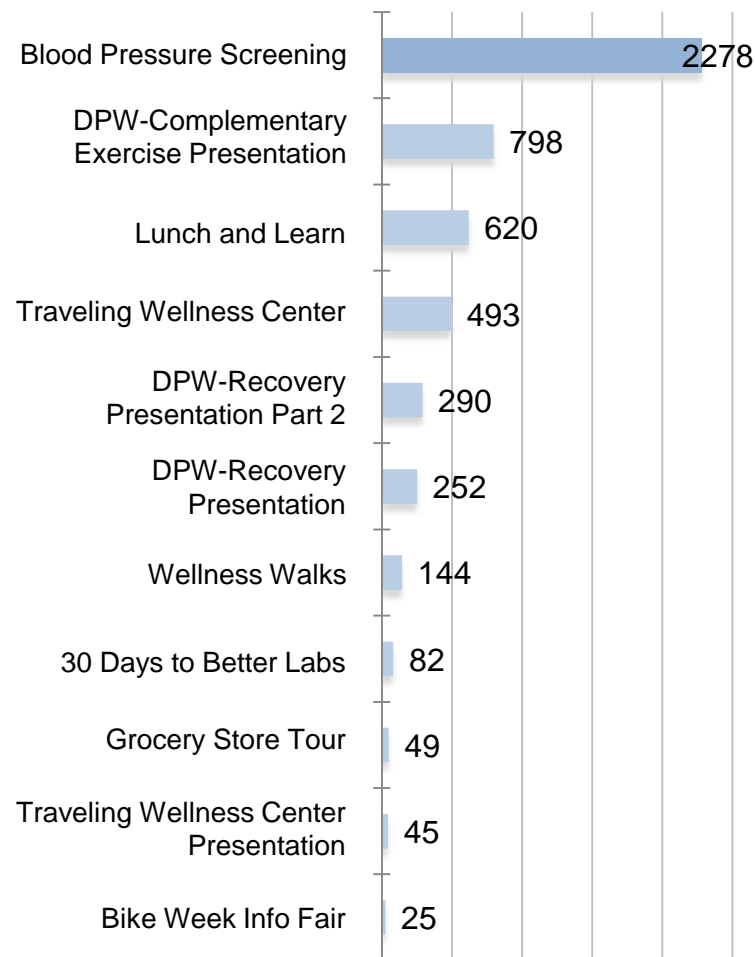 Blood Pressure Screening
2278
DPW-Complementary
Exercise Presentation
798
Lunch and Learn
620
Traveling Wellness Center
493
DPW-Recovery
Presentation Part 2
290
DPW-Recovery
Presentation
252
Wellness Walks
144
30 Days to Better Labs
82
Grocery Store Tour
49
Traveling Wellness Center
Presentation
45
Bike Week Info Fair
25